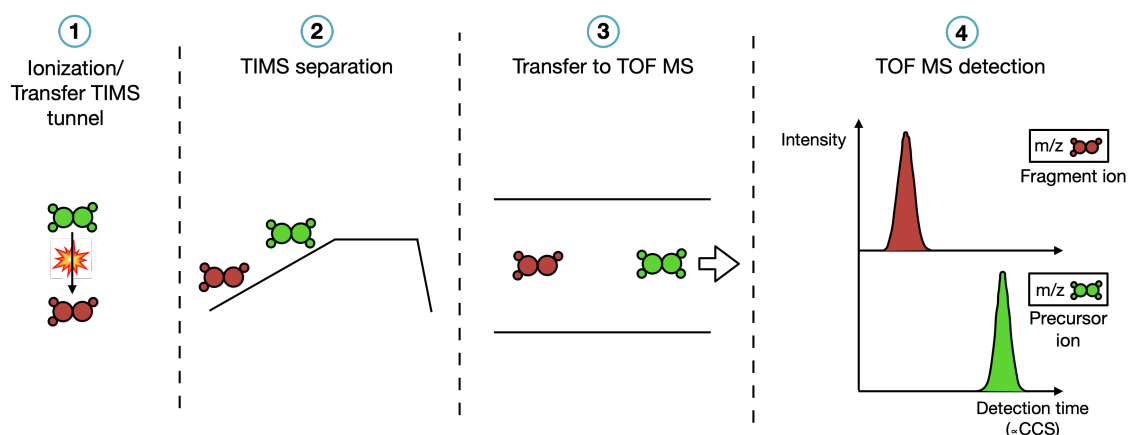 1
Ionization/
Transfer TIMS
tunnel
2
TIMS separation
3
Transfer to TOF MS
4
TOF MS detection
Intensity
m/z
Fragment ion
m/z
Precursor
ion
Detection time
(∝CCS)